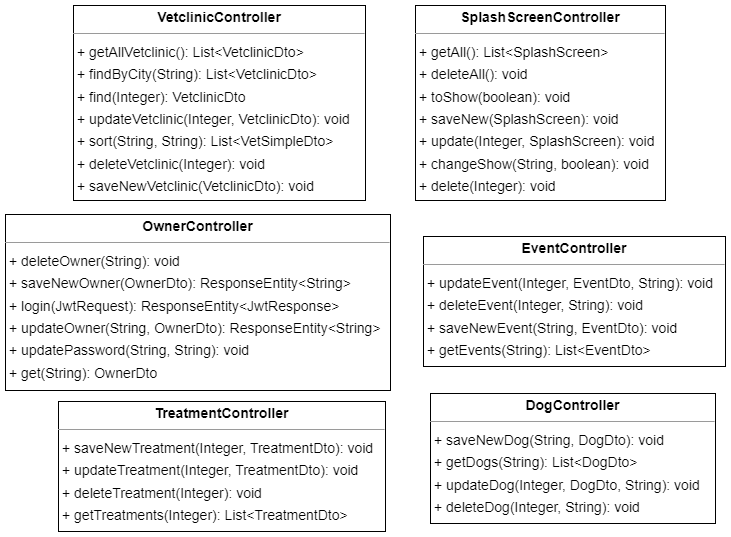 VetclinicController
+ getAllVetclinic(): List<VetclinicDto>
+ findByCity(String): List<VetclinicDto>
+ find(Integer): VetclinicDto
+ updateVetclinic(Integer, VetclinicDto): void
+ sort(String, String): List<VetSimpleDto>
+ deleteVetclinic(Integer): void
+ saveNewVetclinic(VetclinicDto): void
SplashScreenController
+ getAll(): List<SplashScreen>
+ deleteAll(): void
+ toShow(boolean): void
+ saveNew(SplashScreen): void
+ update(Integer, SplashScreen): void
+ changeShow(String, boolean): void
+ delete(Integer): void
OwnerController
+ deleteOwner(String): void
+ saveNewOwner(OwnerDto): ResponseEntity<String>
+ login(JwtRequest): ResponseEntity<JwtResponse>
+ updateOwner(String, OwnerDto): ResponseEntity<String>
+ updatePassword(String, String): void
+ get(String): OwnerDto
EventController
+ updateEvent(Integer, EventDto, String): void
+ deleteEvent(Integer, String): void
+ saveNewEvent(String, EventDto): void
+ getEvents(String): List<EventDto>
TreatmentController
+ saveNewTreatment(Integer, TreatmentDto): void
+ updateTreatment(Integer, TreatmentDto): void
+ deleteTreatment(Integer): void
+ getTreatments(Integer): List<TreatmentDto>
DogController
+ saveNewDog(String, DogDto): void
+ getDogs(String): List<DogDto>
+ updateDog(Integer, DogDto, String): void
+ deleteDog(Integer, String): void